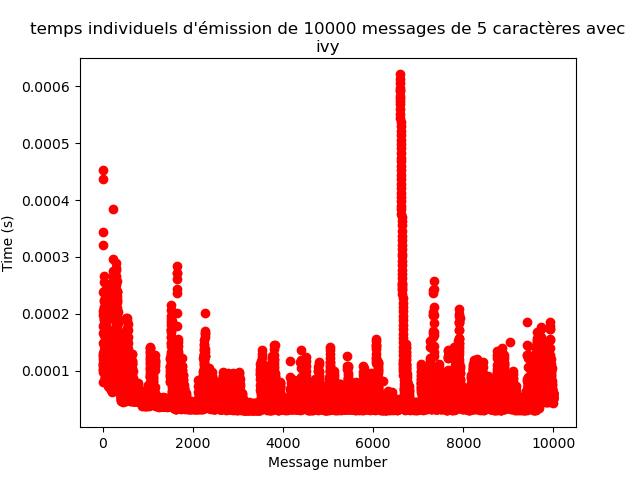 temps individuels d'émission de 10000 messages de 5 caractères avec
ivy
0.0006
0.0005
0.0004
0.0003
0.0002
0.0001
Time (s)
0 2000 4000 6000 8000 10000
Message number